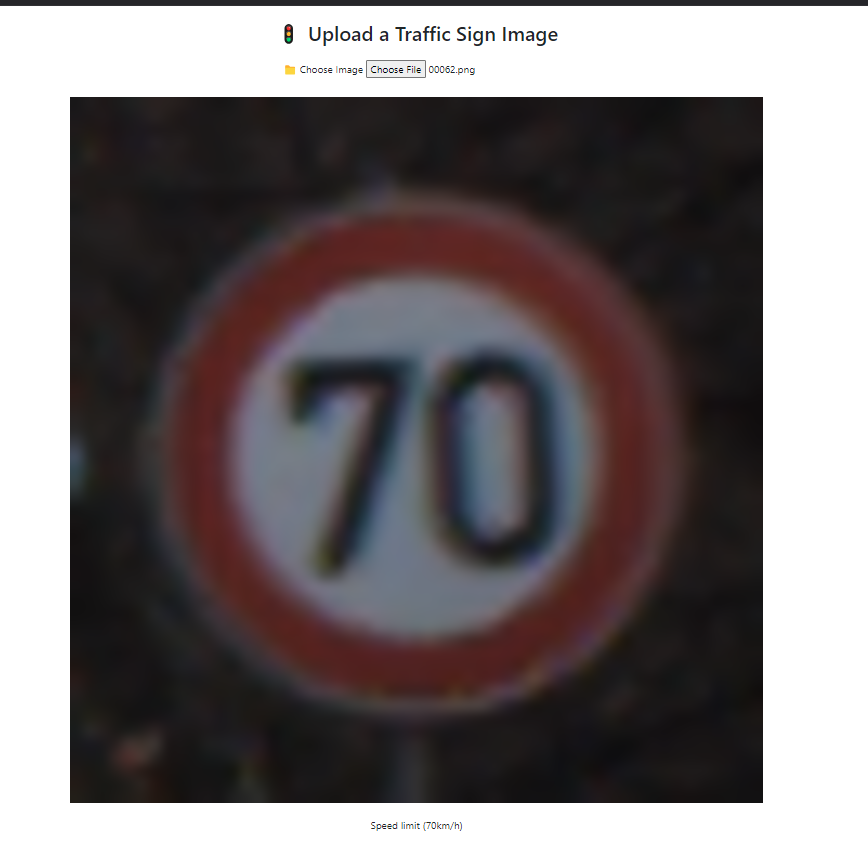 Upload a Traffic Sign Image
Choose Image Choose File 00062.png
70
Speed limit (70km/h)